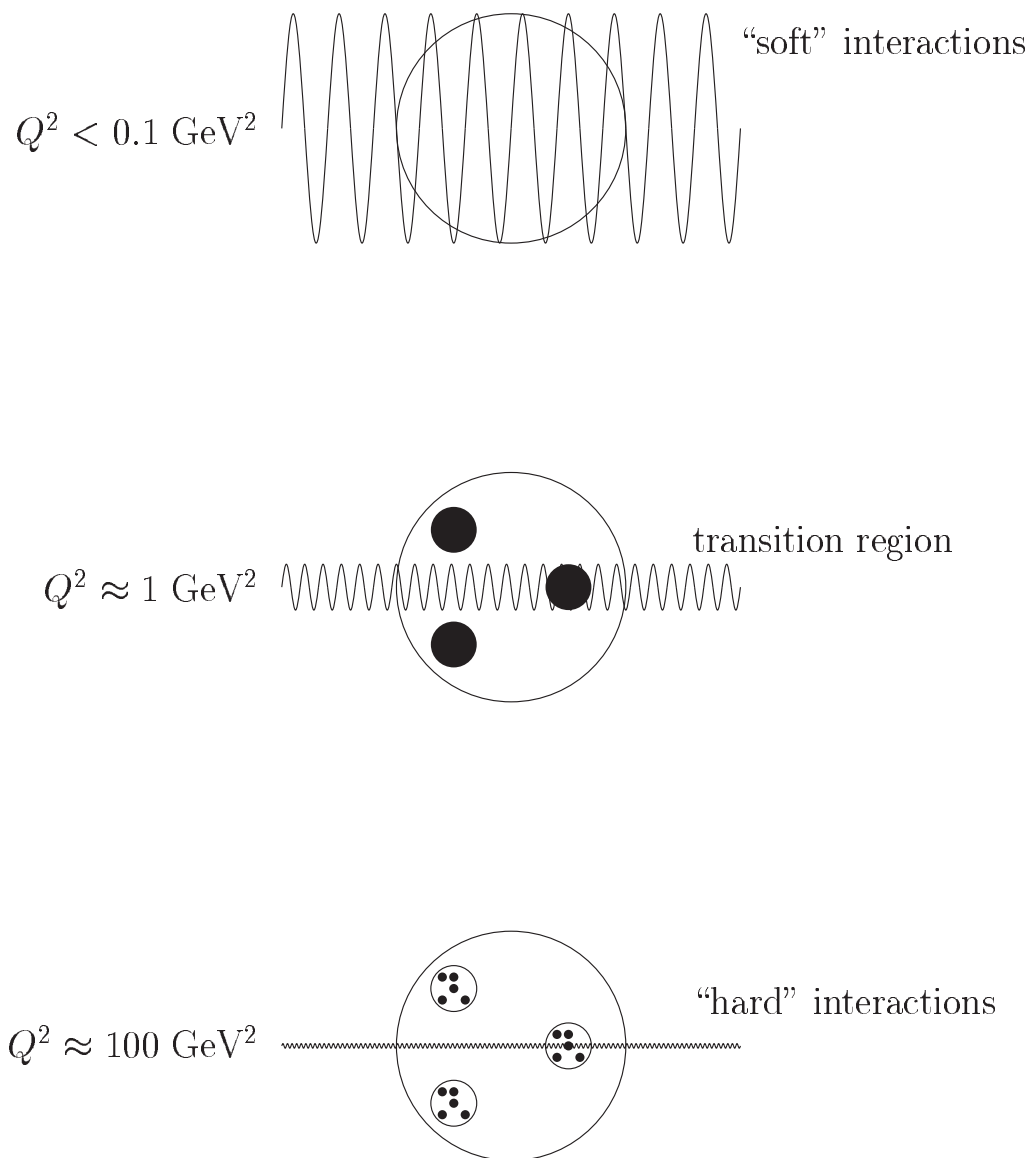 “soft” interactions
Q² < 0.1 GeV²
transition region
Q² ≈ 1 GeV²
“hard” interactions
Q² ≈ 100 GeV²